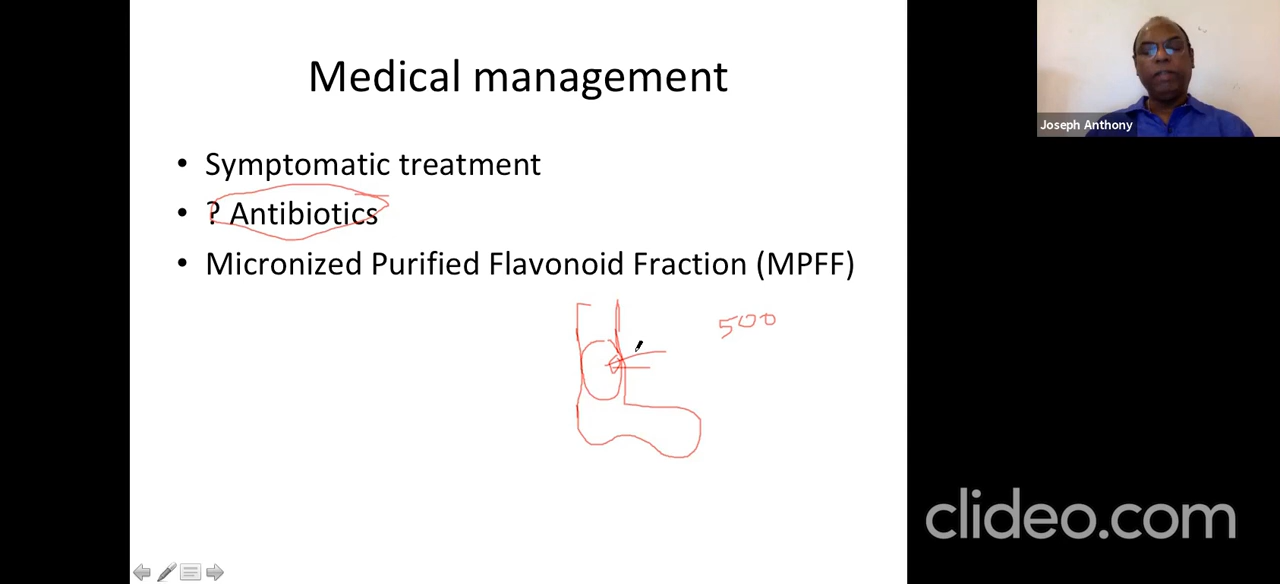 Medical management
• Symptomatic treatment
• ? Antibiotics
• Micronized Purified Flavonoid Fraction (MPFF)
500
Joseph Anthony
clideo.com